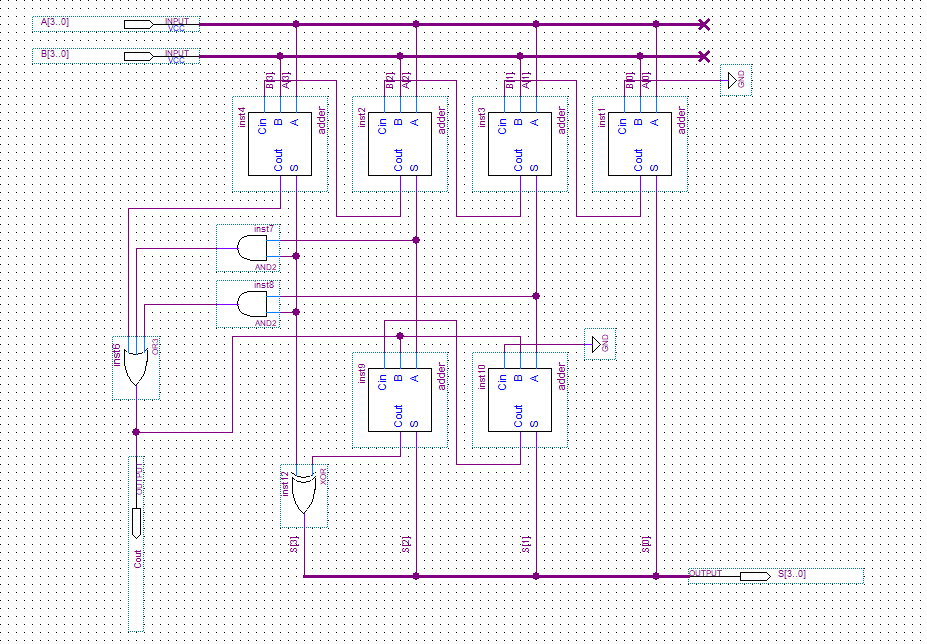 A[3..0] INPUT VCC
B[3..0] INPUT VCC
B[3] A[3] B[2] A[2] B[1] A[1] B[0] A[0] GND
inst4 Cin B A adder
Cout S
inst2 Cin B A adder
Cout S
inst3 Cin B A adder
Cout S
inst1 Cin B A adder
Cout S
inst7
AND2
inst8
AND2
inst6 OR3
GND
inst9 Cin B A adder
Cout S
inst10 Cin B A adder
Cout S
inst12 XOR
OUTPUT
Cout
S[3] S[2] S[1] S[0]
OUTPUT S[3..0]